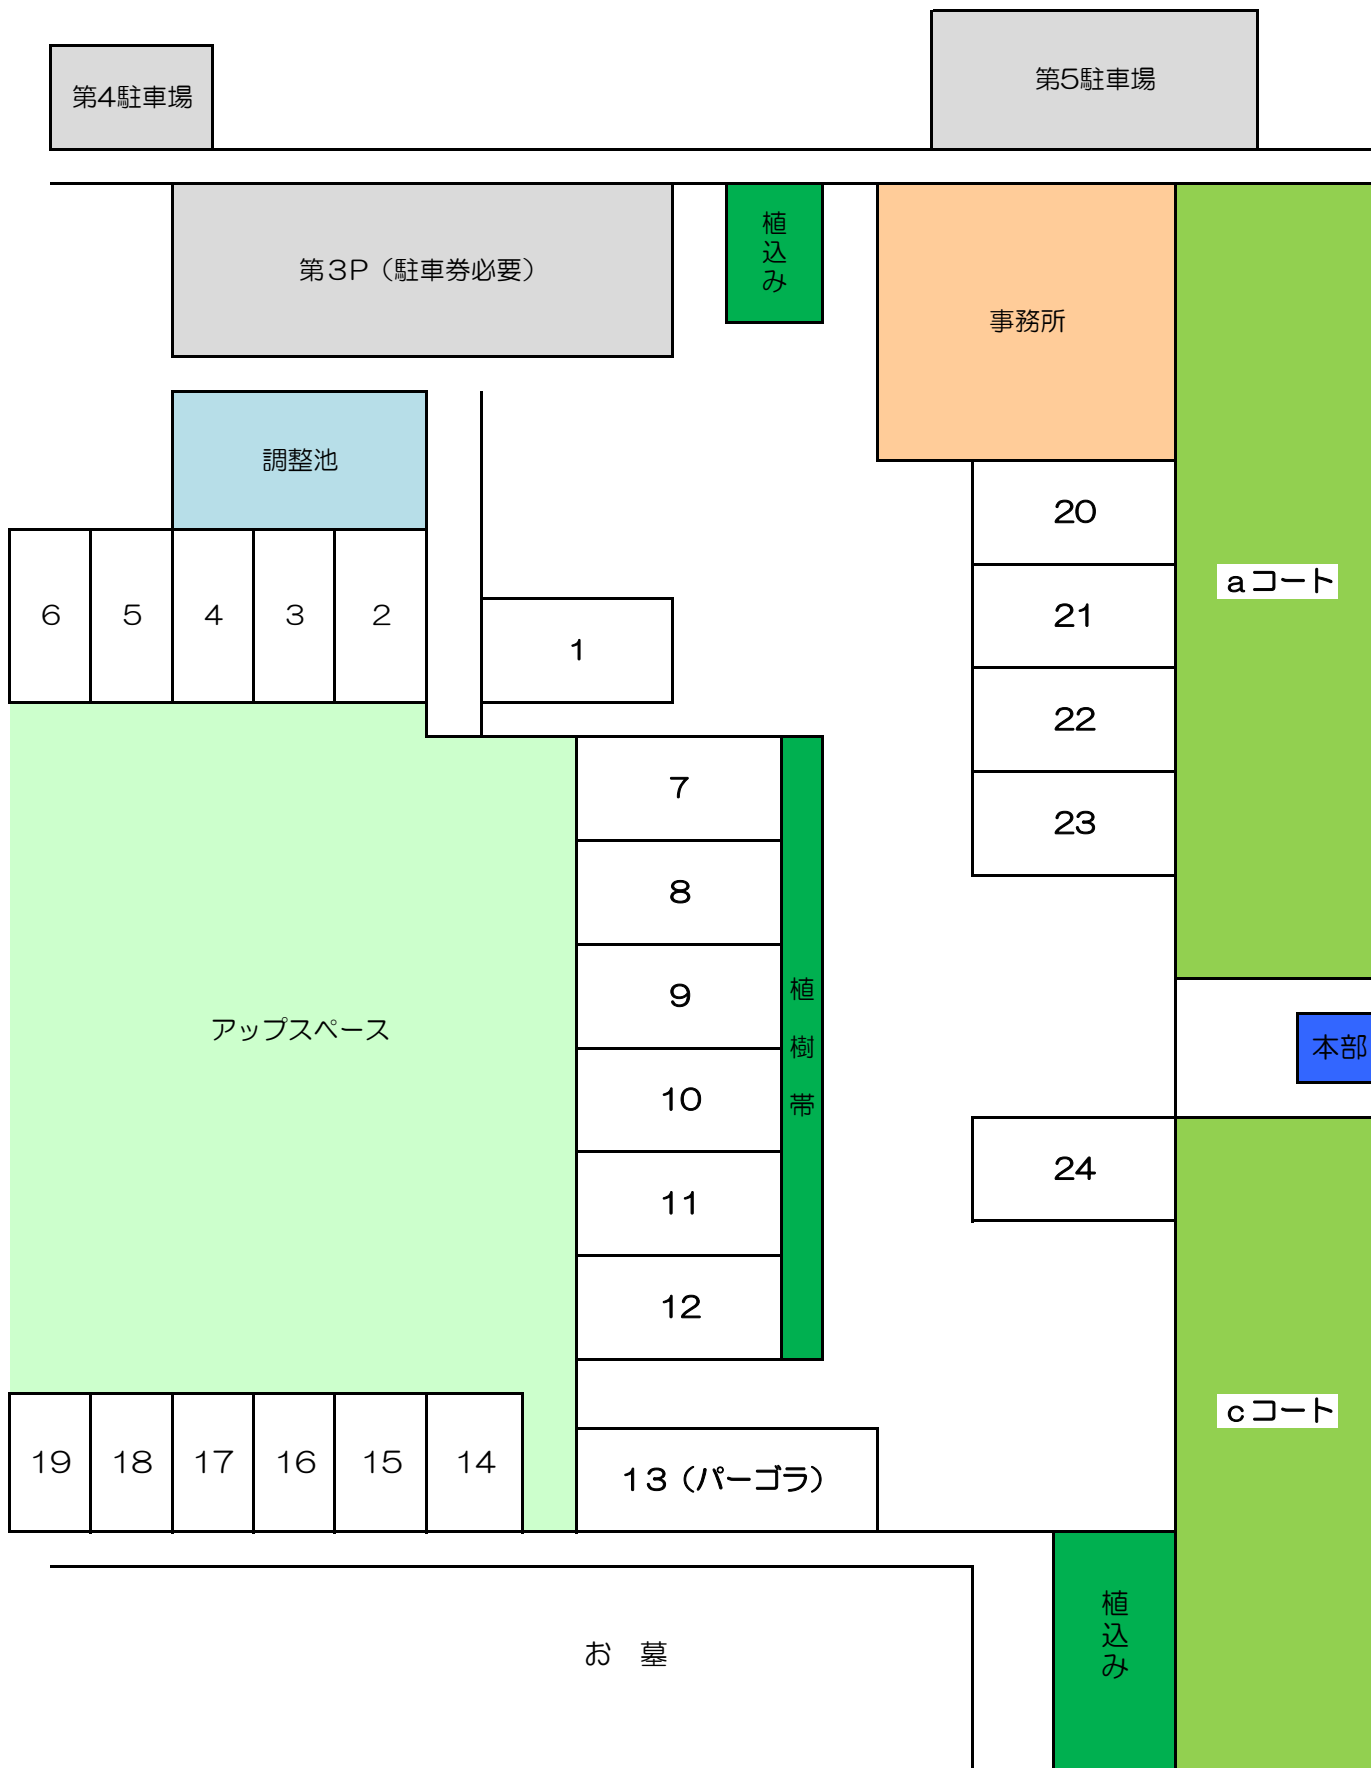 第5駐車場
第4駐車場
植込み
第3P（駐車券必要）
事務所
調整池
20
aコート
6 5 4 3 2
21
1
22
7
23
8
植樹帯
9
アップスペース
本部
10
24
11
12
cコート
19 18 17 16 15 14
13（パーゴラ）
植込み
お 墓